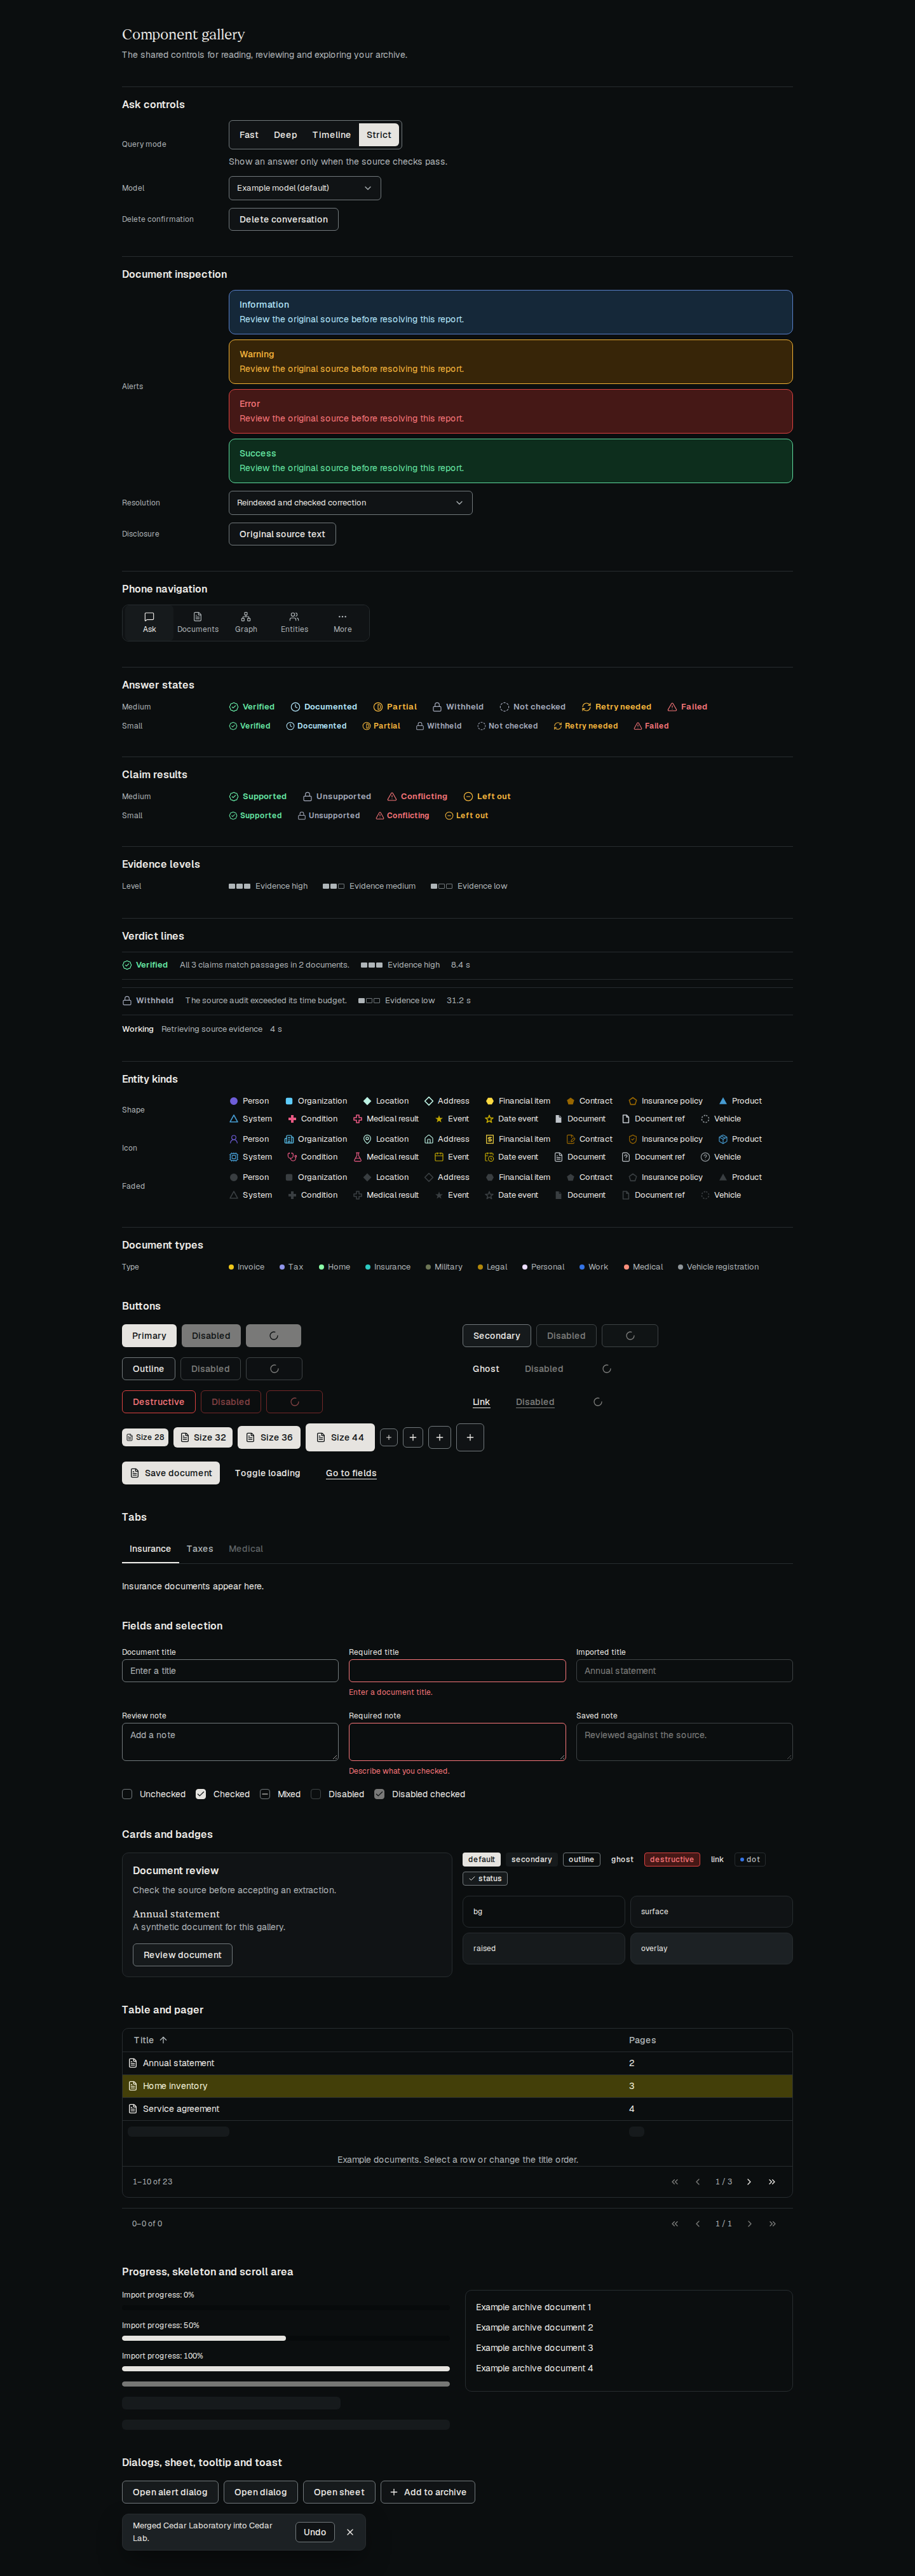 Component gallery
The shared controls for reading, reviewing and exploring your archive.
Ask controls
Query mode
Fast Deep Timeline Strict
Show an answer only when the source checks pass.
Model
Example model (default)
Delete confirmation
Delete conversation
Document inspection
Alerts
Information
Review the original source before resolving this report.
Warning
Review the original source before resolving this report.
Error
Review the original source before resolving this report.
Success
Review the original source before resolving this report.
Resolution
Reindexed and checked correction
Disclosure
Original source text
Phone navigation
Ask Documents Graph Entities More
Answer states
Medium Verified Documented Partial Withheld Not checked Retry needed Failed
Small Verified Documented Partial Withheld Not checked Retry needed Failed
Claim results
Medium Supported Unsupported Conflicting Left out
Small Supported Unsupported Conflicting Left out
Evidence levels
Level Evidence high Evidence medium Evidence low
Verdict lines
Verified All 3 claims match passages in 2 documents. Evidence high 8.4 s
Withheld The source audit exceeded its time budget. Evidence low 31.2 s
Working Retrieving source evidence 4 s
Entity kinds
Shape
Person Organization Location Address Financial item Contract Insurance policy Product
System Condition Medical result Event Date event Document Document ref Vehicle
Icon
Person Organization Location Address Financial item Contract Insurance policy Product
System Condition Medical result Event Date event Document Document ref Vehicle
Faded
Person Organization Location Address Financial item Contract Insurance policy Product
System Condition Medical result Event Date event Document Document ref Vehicle
Document types
Type Invoice Tax Home Insurance Military Legal Personal Work Medical Vehicle registration
Buttons
Primary Disabled Secondary Disabled
Outline Disabled Ghost Disabled
Destructive Disabled Link Disabled
Size 28 Size 32 Size 36 Size 44
Save document Toggle loading Go to fields
Tabs
Insurance Taxes Medical
Insurance documents appear here.
Fields and selection
Document title Required title Imported title
Enter a title Annual statement
Enter a document title.
Review note Required note Saved note
Add a note Reviewed against the source.
Describe what you checked.
Unchecked Checked Mixed Disabled Disabled checked
Cards and badges
Document review
Check the source before accepting an extraction.
Annual statement
A synthetic document for this gallery.
Review document
default secondary outline ghost destructive link dot
status
bg surface
raised overlay
Table and pager
Title Pages
Annual statement 2
Home inventory 3
Service agreement 4
Example documents. Select a row or change the title order.
1–10 of 23 1 / 3
0–0 of 0 1 / 1
Progress, skeleton and scroll area
Import progress: 0%
Import progress: 50%
Import progress: 100%
Example archive document 1
Example archive document 2
Example archive document 3
Example archive document 4
Dialogs, sheet, tooltip and toast
Open alert dialog Open dialog Open sheet Add to archive
Merged Cedar Laboratory into Cedar
Lab.
Undo